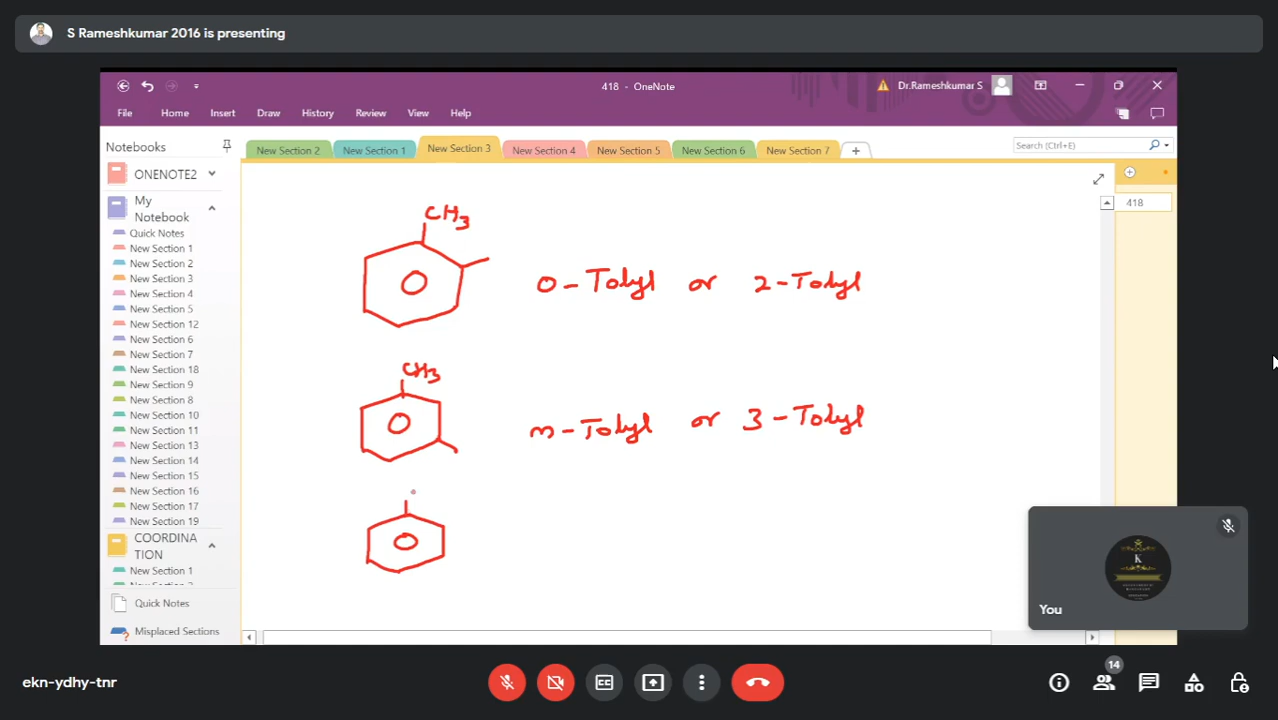 S Rameshkumar 2016 is presenting
418 - OneNote
Dr.Rameshkumar S
File Home Insert Draw History Review View Help
Notebooks
New Section 2 New Section 1 New Section 3 New Section 4 New Section 5 New Section 6 New Section 7
Search (Ctrl+E)
ONENOTE2
My
Notebook
Quick Notes
New Section 1
New Section 2
New Section 3
New Section 4
New Section 5
New Section 12
New Section 6
New Section 7
New Section 18
New Section 9
New Section 8
New Section 10
New Section 11
New Section 13
New Section 14
New Section 15
New Section 16
New Section 17
New Section 19
COORDINA
TION
New Section 1
Quick Notes
Misplaced Sections
418
CH3
o-Tolyl or 2-Tolyl
CH3
m-Tolyl or 3-Tolyl
K
You
ekn-ydhy-tnr
CC
14